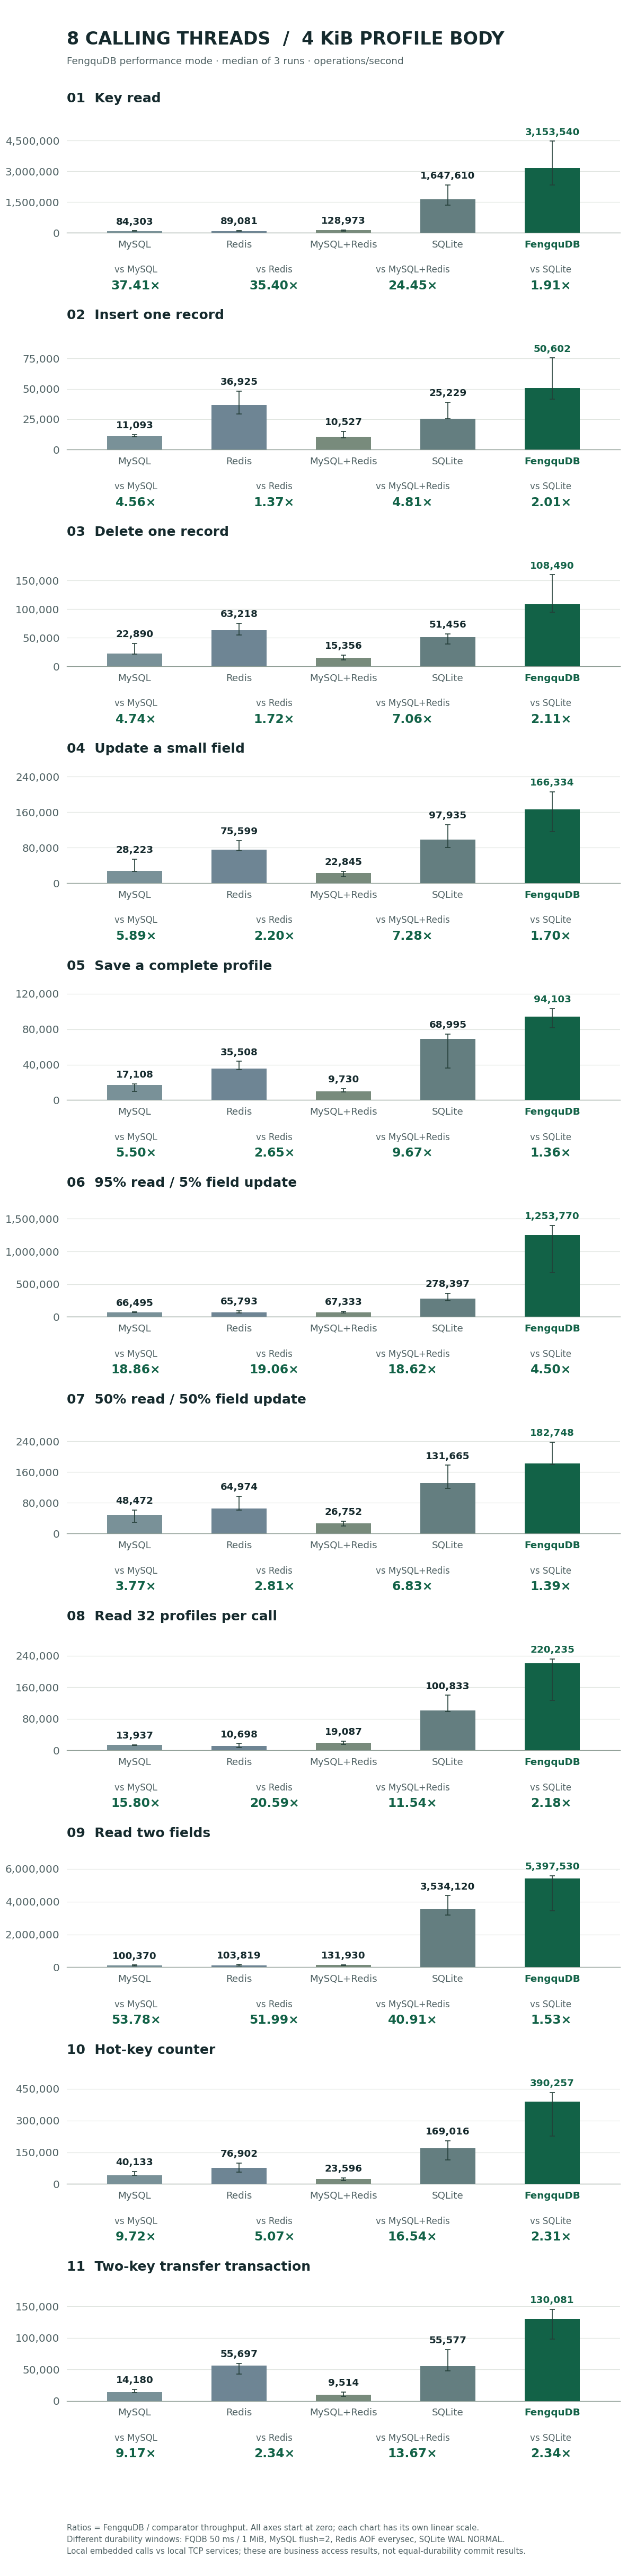 8 CALLING THREADS / 4 KiB PROFILE BODY
FengquDB performance mode · median of 3 runs · operations/second
01 Key read
3,153,540
4,500,000
3,000,000
1,647,610
1,500,000
84,303 89,081 128,973
0
MySQL Redis MySQL+Redis SQLite FengquDB
vs MySQL vs Redis vs MySQL+Redis vs SQLite
37.41× 35.40× 24.45× 1.91×
02 Insert one record
50,602
75,000
36,925
50,000
25,229
11,093 10,527
25,000
0
MySQL Redis MySQL+Redis SQLite FengquDB
vs MySQL vs Redis vs MySQL+Redis vs SQLite
4.56× 1.37× 4.81× 2.01×
03 Delete one record
108,490
150,000
100,000
63,218
51,456
22,890
50,000
15,356
0
MySQL Redis MySQL+Redis SQLite FengquDB
vs MySQL vs Redis vs MySQL+Redis vs SQLite
4.74× 1.72× 7.06× 2.11×
04 Update a small field
240,000
166,334
160,000
97,935
75,599
28,223
80,000
22,845
0
MySQL Redis MySQL+Redis SQLite FengquDB
vs MySQL vs Redis vs MySQL+Redis vs SQLite
5.89× 2.20× 7.28× 1.70×
05 Save a complete profile
120,000
94,103
80,000
68,995
35,508
40,000
17,108
9,730
0
MySQL Redis MySQL+Redis SQLite FengquDB
vs MySQL vs Redis vs MySQL+Redis vs SQLite
5.50× 2.65× 9.67× 1.36×
06 95% read / 5% field update
1,253,770
1,500,000
1,000,000
500,000
278,397
66,495 65,793 67,333
0
MySQL Redis MySQL+Redis SQLite FengquDB
vs MySQL vs Redis vs MySQL+Redis vs SQLite
18.86× 19.06× 18.62× 4.50×
07 50% read / 50% field update
182,748
240,000
131,665
160,000
64,974
48,472
80,000
26,752
0
MySQL Redis MySQL+Redis SQLite FengquDB
vs MySQL vs Redis vs MySQL+Redis vs SQLite
3.77× 2.81× 6.83× 1.39×
08 Read 32 profiles per call
220,235
240,000
160,000
100,833
80,000
13,937 10,698 19,087
0
MySQL Redis MySQL+Redis SQLite FengquDB
vs MySQL vs Redis vs MySQL+Redis vs SQLite
15.80× 20.59× 11.54× 2.18×
09 Read two fields
5,397,530
6,000,000
3,534,120
4,000,000
2,000,000
100,370 103,819 131,930
0
MySQL Redis MySQL+Redis SQLite FengquDB
vs MySQL vs Redis vs MySQL+Redis vs SQLite
53.78× 51.99× 40.91× 1.53×
10 Hot-key counter
390,257
450,000
300,000
169,016
150,000
40,133 76,902 23,596
0
MySQL Redis MySQL+Redis SQLite FengquDB
vs MySQL vs Redis vs MySQL+Redis vs SQLite
9.72× 5.07× 16.54× 2.31×
11 Two-key transfer transaction
130,081
150,000
100,000
55,697 55,577
50,000
14,180 9,514
0
MySQL Redis MySQL+Redis SQLite FengquDB
vs MySQL vs Redis vs MySQL+Redis vs SQLite
9.17× 2.34× 13.67× 2.34×
Ratios = FengquDB / comparator throughput. All axes start at zero; each chart has its own linear scale.
Different durability windows: FQDB 50 ms / 1 MiB, MySQL flush=2, Redis AOF everysec, SQLite WAL NORMAL.
Local embedded calls vs local TCP services; these are business access results, not equal-durability commit results.